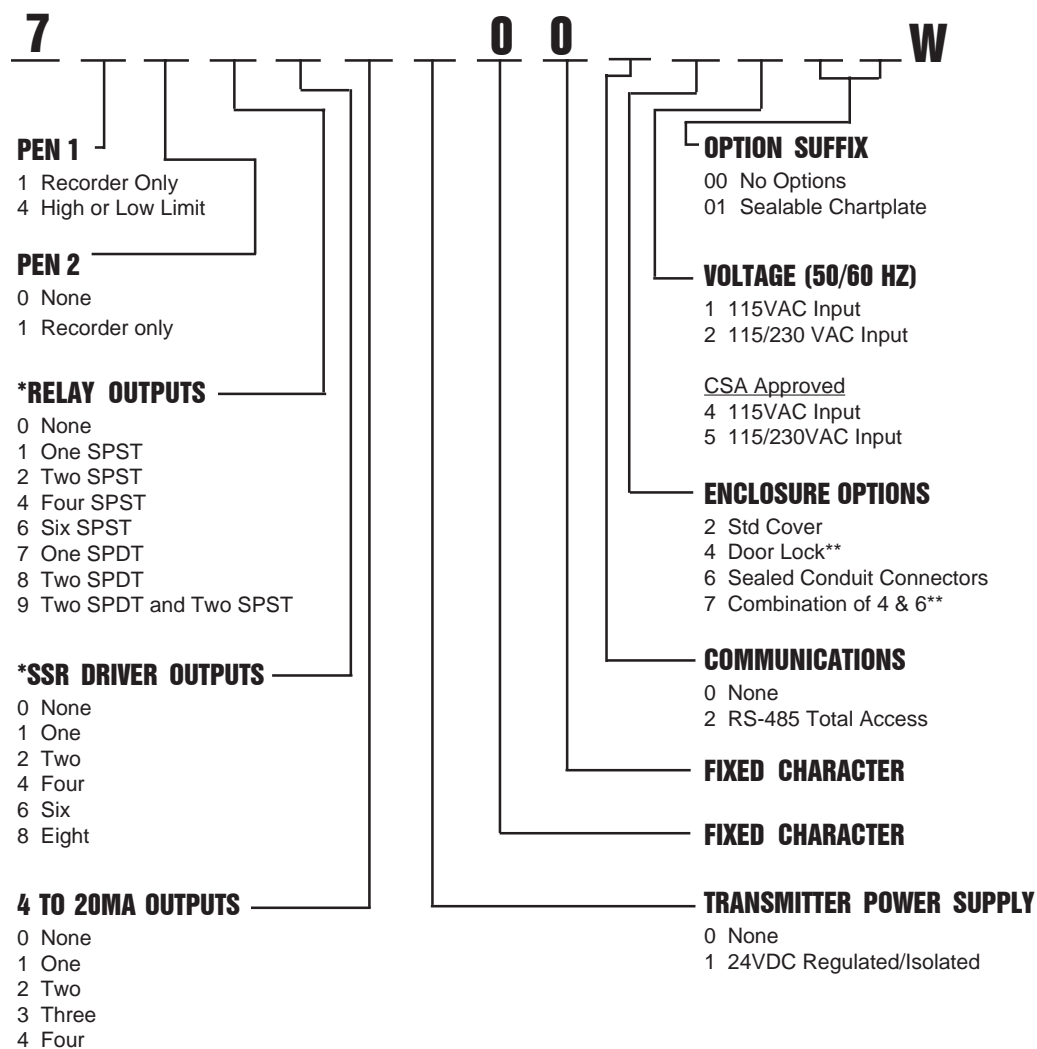 7 0 0 W
PEN 1
1 Recorder Only
4 High or Low Limit
PEN 2
0 None
1 Recorder only
*RELAY OUTPUTS
0 None
1 One SPST
2 Two SPST
4 Four SPST
6 Six SPST
7 One SPDT
8 Two SPDT
9 Two SPDT and Two SPST
*SSR DRIVER OUTPUTS
0 None
1 One
2 Two
4 Four
6 Six
8 Eight
4 TO 20MA OUTPUTS
0 None
1 One
2 Two
3 Three
4 Four
OPTION SUFFIX
00 No Options
01 Sealable Chartplate
VOLTAGE (50/60 HZ)
1 115VAC Input
2 115/230 VAC Input
CSA Approved
4 115VAC Input
5 115/230VAC Input
ENCLOSURE OPTIONS
2 Std Cover
4 Door Lock**
6 Sealed Conduit Connectors
7 Combination of 4 & 6**
COMMUNICATIONS
0 None
2 RS-485 Total Access
FIXED CHARACTER
FIXED CHARACTER
TRANSMITTER POWER SUPPLY
0 None
1 24VDC Regulated/Isolated